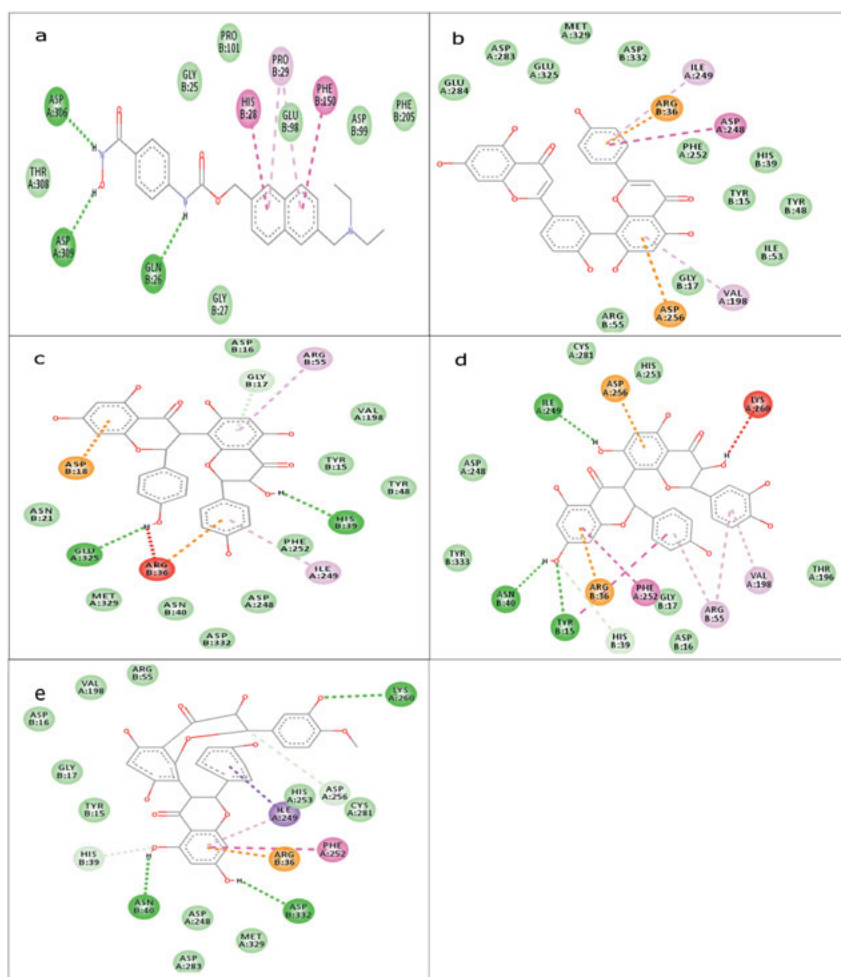 a
PRO
B:101
GLY
B:25
PRO
B:29
ASP
A:306
HIS
B:28
GLU
B:98
PHE
B:150
ASP
B:99
PHE
B:205
THR
A:308
ASP
A:309
GLN
B:26
GLY
B:27
b
MET
A:329
ASP
A:283
GLU
A:325
ASP
B:332
ILE
A:249
GLU
A:284
ARG
B:36
ASP
A:248
PHE
A:252
HIS
B:39
TYR
B:15
TYR
B:48
ILE
B:53
GLY
B:17
VAL
A:198
ASP
A:256
ARG
B:55
c
ASP
B:16
GLY
B:17
ARG
B:55
VAL
A:198
ASP
B:18
TYR
B:15
TYR
B:48
ASN
B:21
GLU
A:325
HIS
B:39
PHE
A:252
ARG
B:36
ILE
A:249
MET
A:329
ASN
B:40
ASP
A:248
ASP
B:332
d
CYS
A:281
HIS
A:253
ASP
A:256
ILE
A:249
LYS
A:260
ASP
A:248
TYR
B:333
THR
A:196
VAL
A:198
ASN
B:40
ARG
B:36
PHE
A:252
GLY
B:17
ARG
B:55
TYR
B:15
HIS
B:39
ASP
B:16
e
ARG
B:55
VAL
A:198
LYS
A:260
ASP
B:16
GLY
B:17
HIS
A:253
ASP
A:256
CYS
A:281
TYR
B:15
ILE
A:249
HIS
B:39
ARG
B:36
PHE
A:252
ASN
B:40
ASP
B:332
ASP
A:248
MET
A:329
ASP
A:283